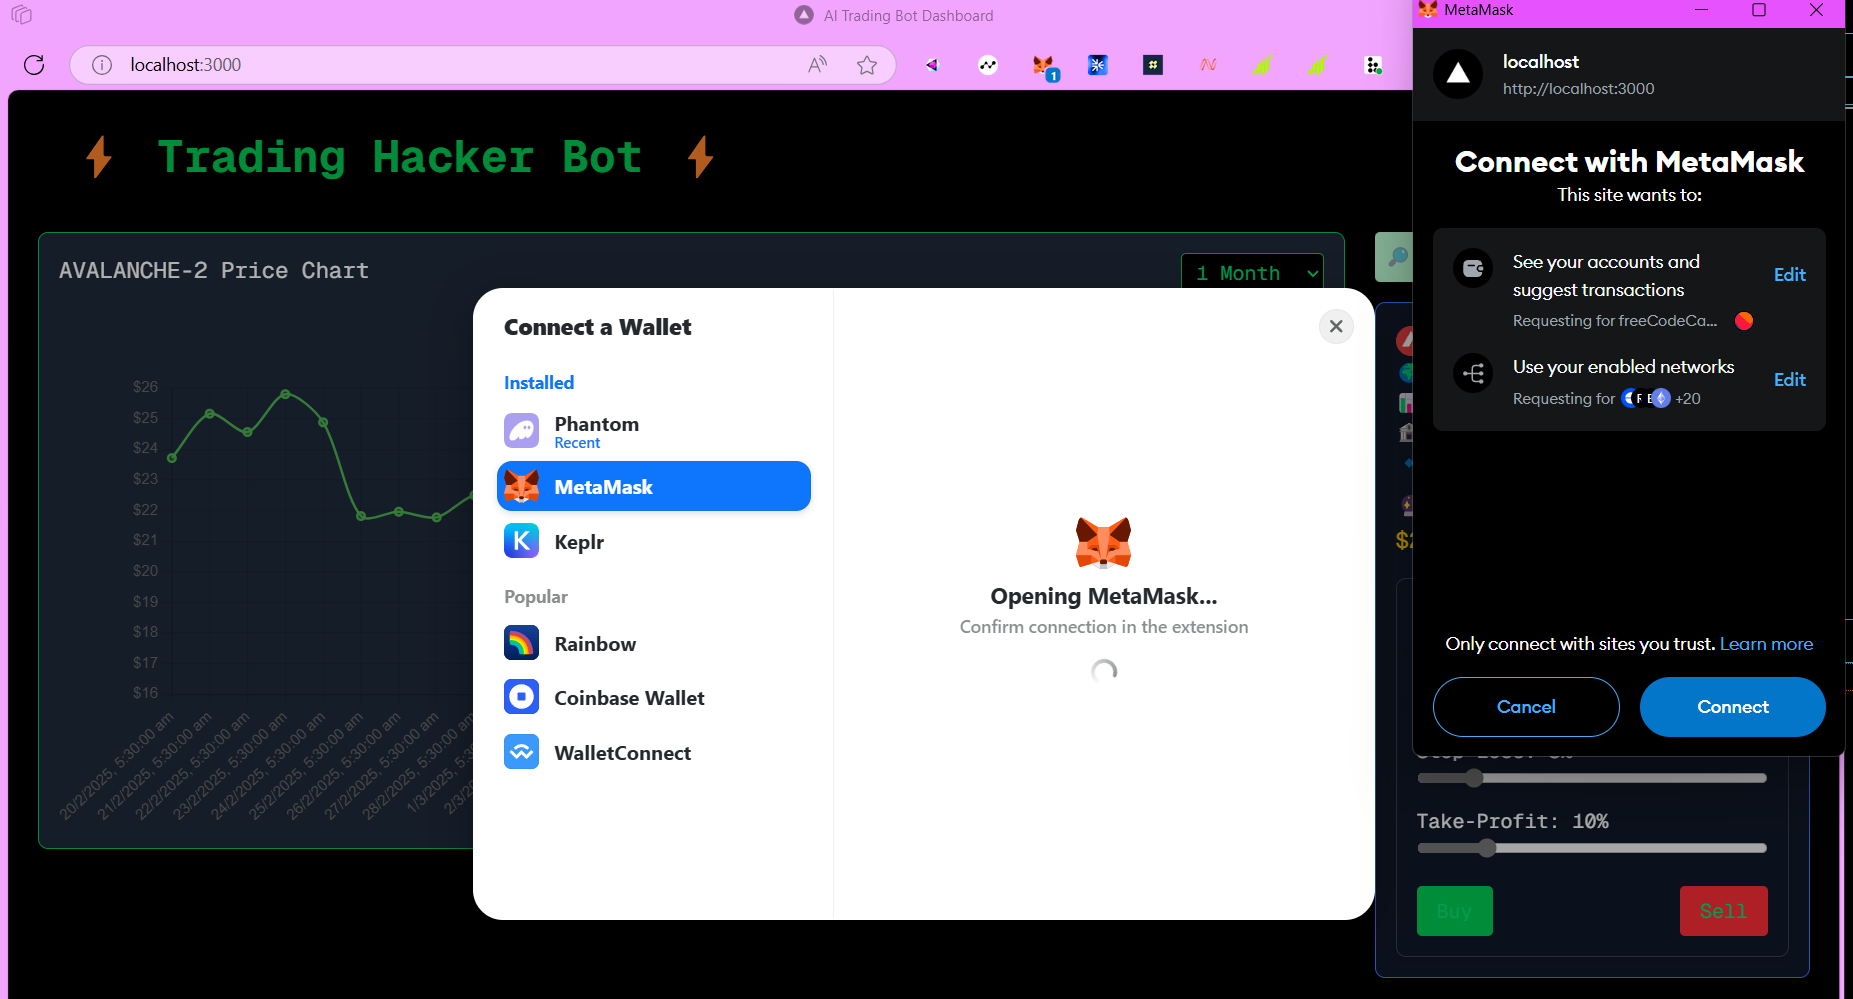 AI Trading Bot Dashboard
localhost:3000
1
Trading Hacker Bot
AVALANCHE-2 Price Chart
1 Month
$26
$25
$24
$23
$22
$21
$20
$19
$18
$17
$16
20/2/2025, 5:30:00 am
21/2/2025, 5:30:00 am
22/2/2025, 5:30:00 am
23/2/2025, 5:30:00 am
24/2/2025, 5:30:00 am
25/2/2025, 5:30:00 am
26/2/2025, 5:30:00 am
27/2/2025, 5:30:00 am
28/2/2025, 5:30:00 am
Connect a Wallet
Installed
Phantom
Recent
MetaMask
Keplr
Popular
Rainbow
Coinbase Wallet
WalletConnect
Opening MetaMask...
Confirm connection in the extension
MetaMask
localhost
http://localhost:3000
Connect with MetaMask
This site wants to:
See your accounts and
suggest transactions
Edit
Requesting for freeCodeCa...
Use your enabled networks
Edit
Requesting for +20
Only connect with sites you trust. Learn more
Cancel
Connect
Take-Profit: 10%
Buy
Sell